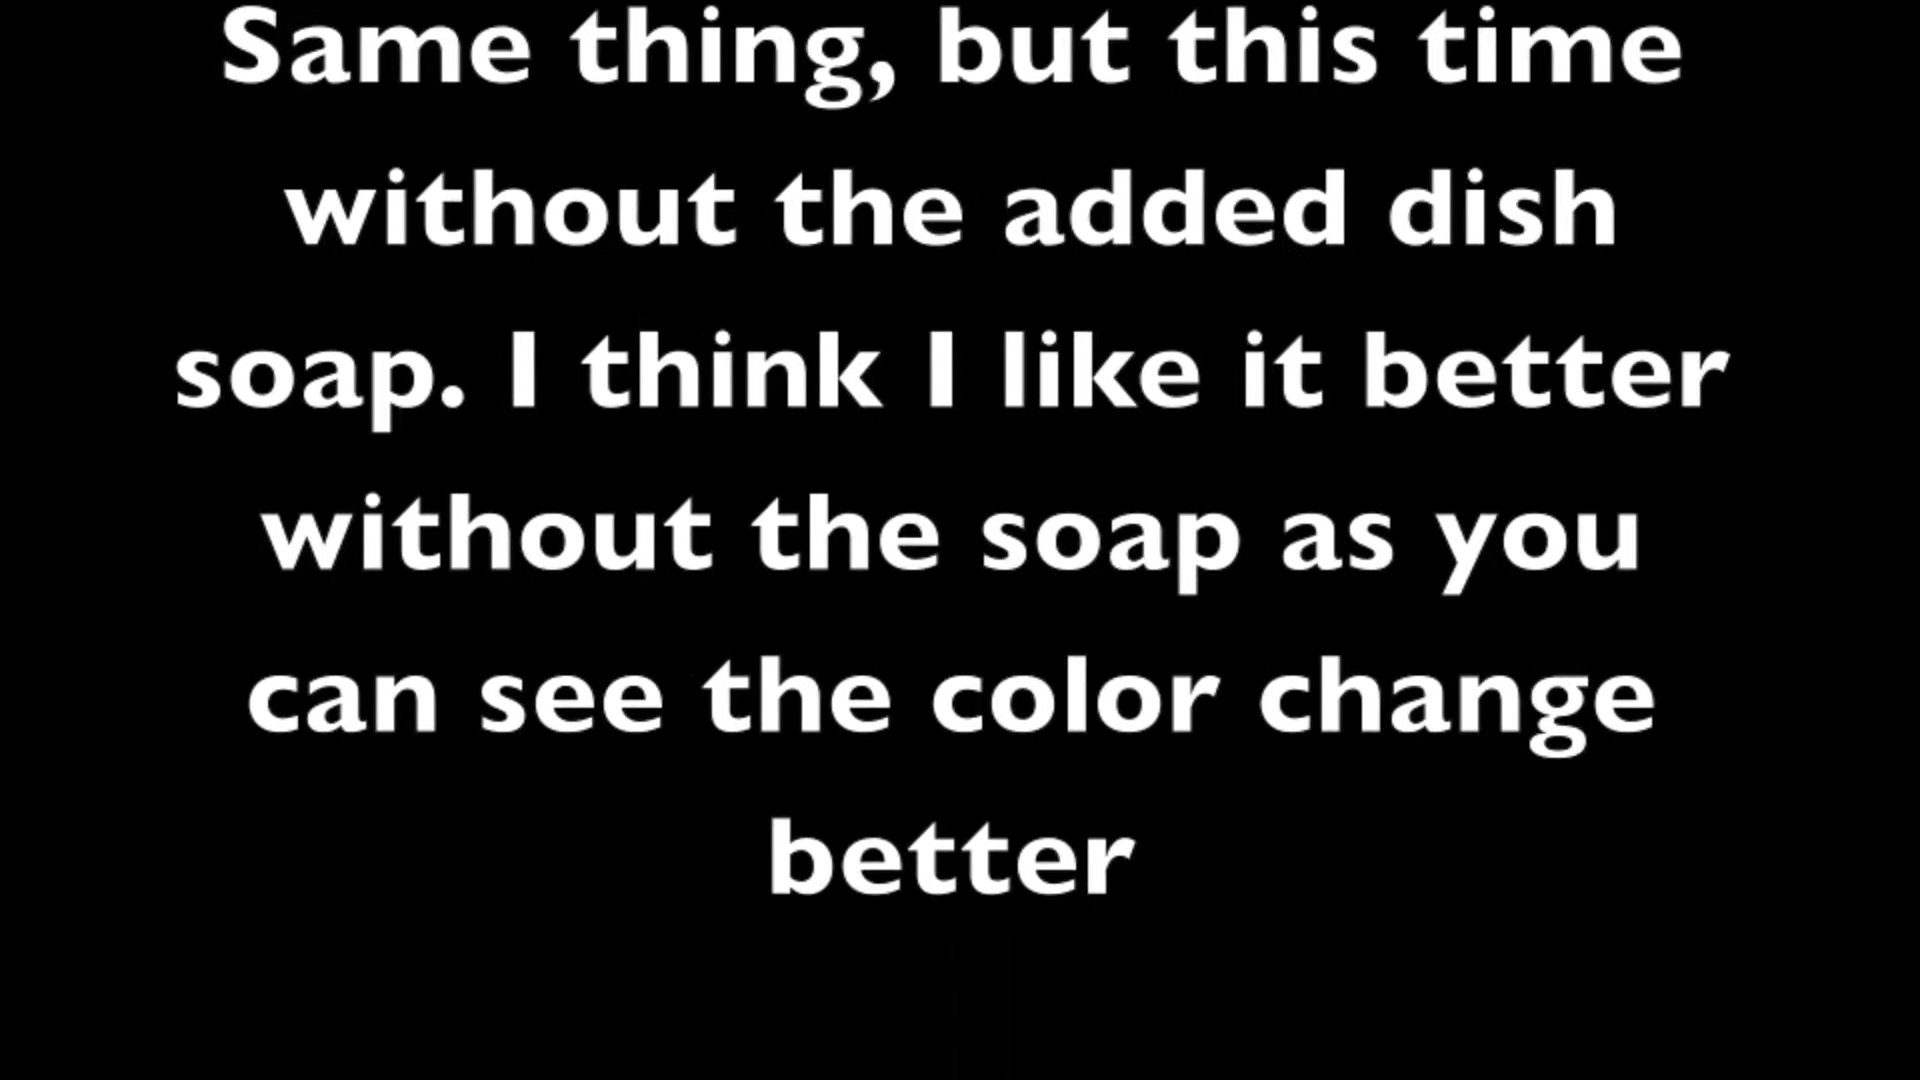 Same thing, but this time
without the added dish
soap. I think I like it better
without the soap as you
can see the color change
better